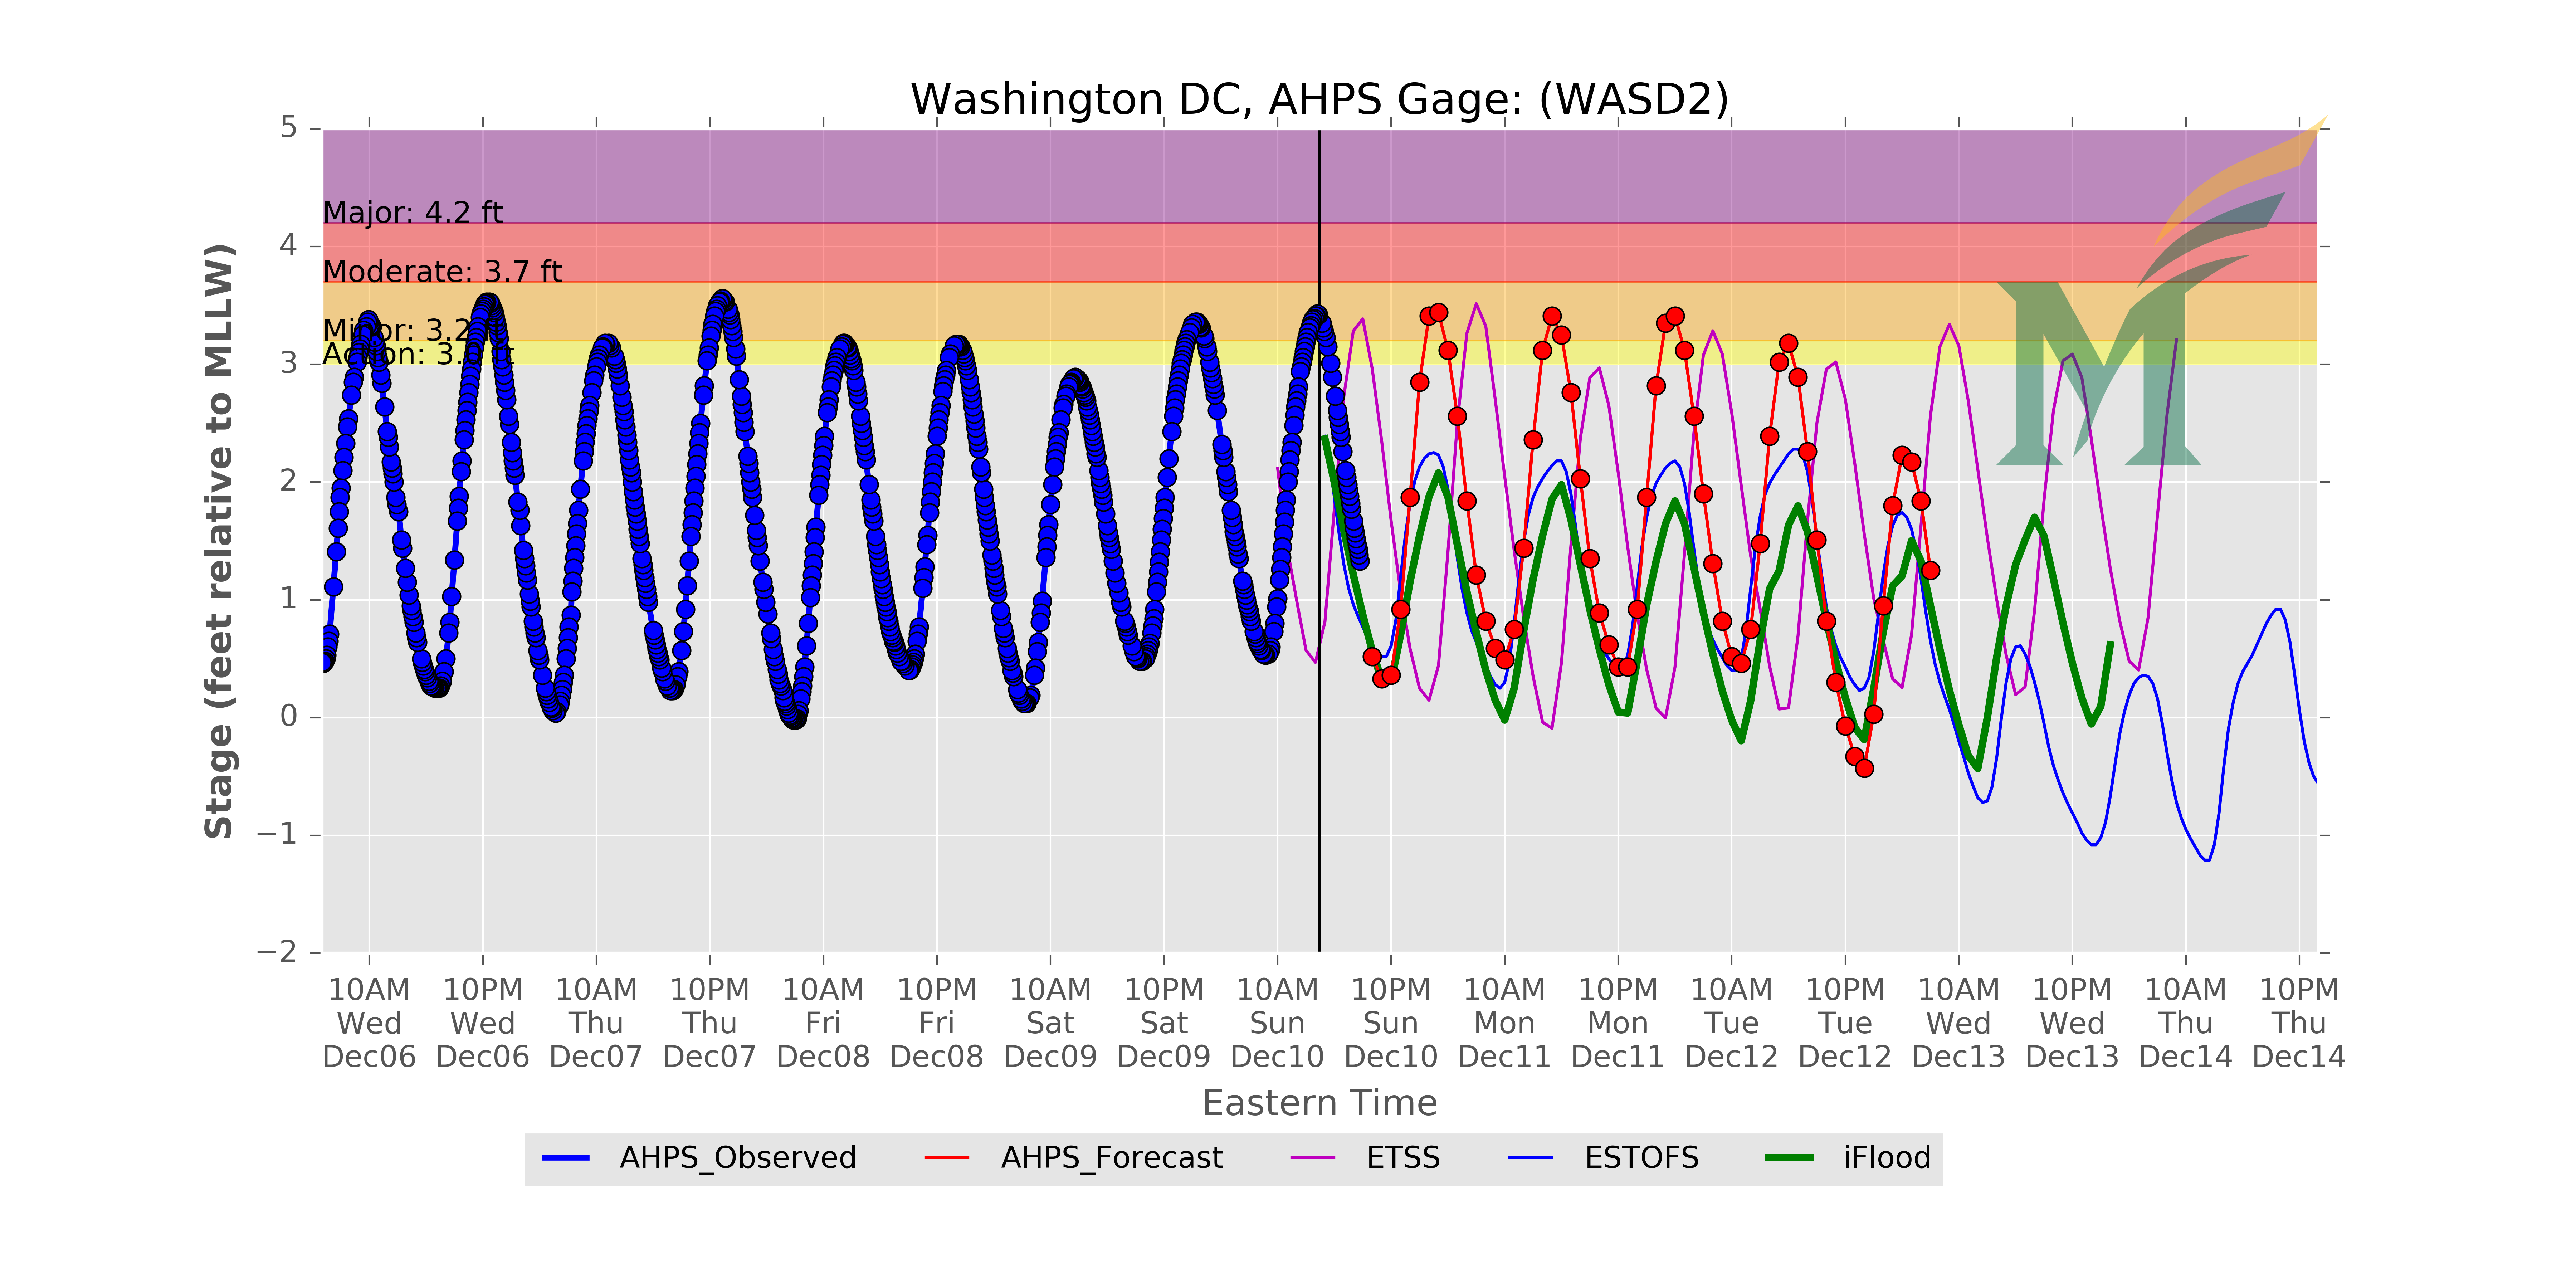 Washington DC, AHPS Gage: (WASD2)
Stage (feet relative to MLLW)
5
4
3
2
1
0
−1
−2
Major: 4.2 ft
Moderate: 3.7 ft
Minor: 3.2
Action: 3.
10AM 10PM 10AM 10PM 10AM 10PM 10AM 10PM 10AM 10PM 10AM 10PM 10AM 10PM 10AM 10PM 10AM 10PM
Wed Wed Thu Thu Fri Fri Sat Sat Sun Sun Mon Mon Tue Tue Wed Wed Thu Thu
Dec06 Dec06 Dec07 Dec07 Dec08 Dec08 Dec09 Dec09 Dec10 Dec10 Dec11 Dec11 Dec12 Dec12 Dec13 Dec13 Dec14 Dec14
Eastern Time
AHPS_Observed AHPS_Forecast ETSS ESTOFS iFlood